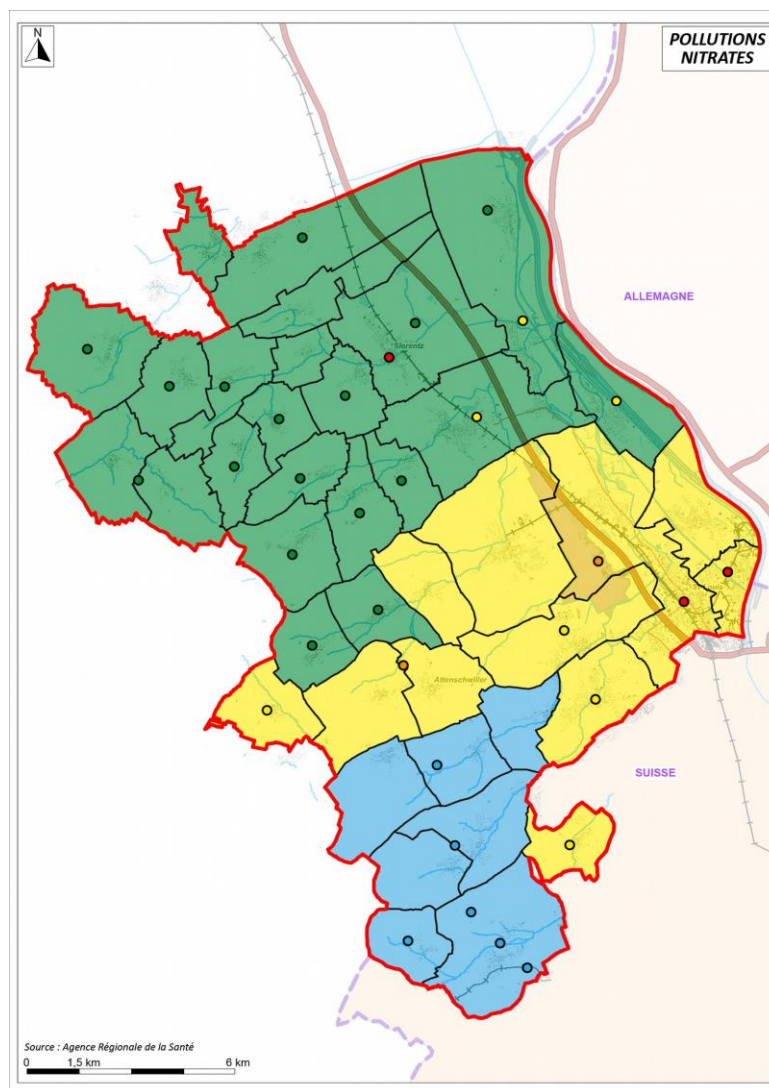 N
POLLUTIONS
NITRATES
ALLEMAGNE
Sierentz
Attenschwiller
SUISSE
Source : Agence Régionale de la Santé
0 1,5 km 6 km